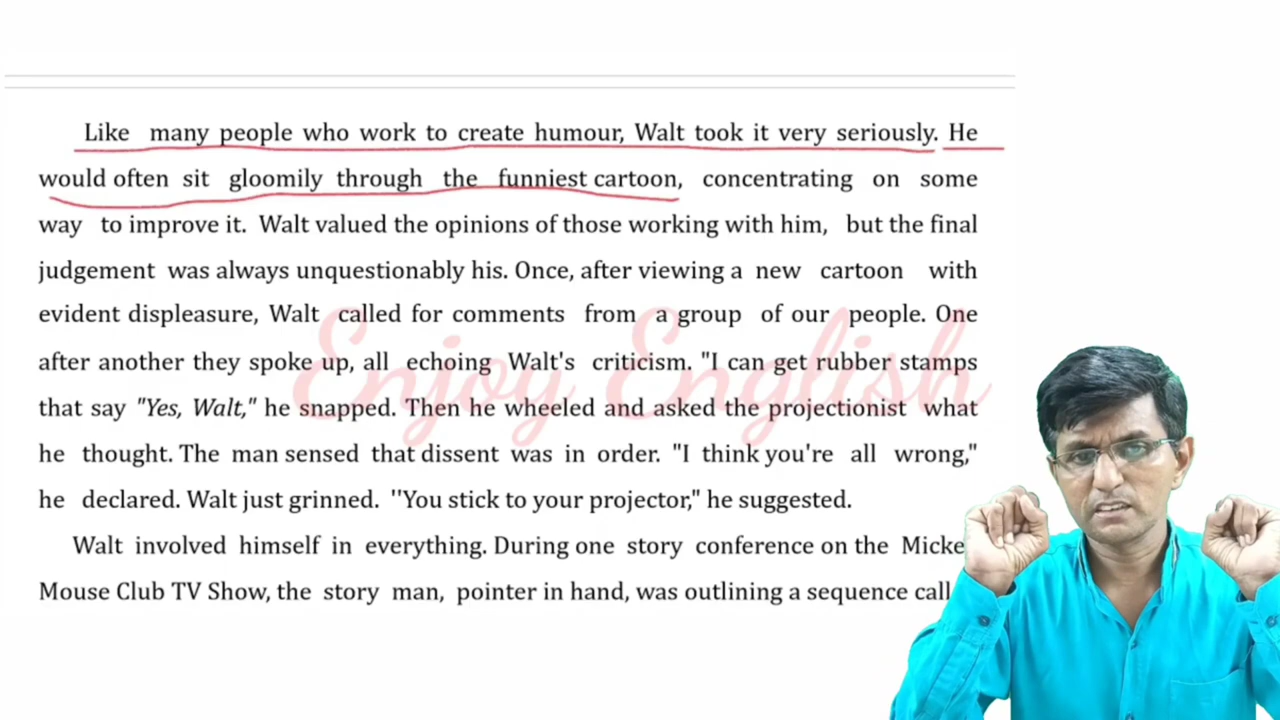 Like many people who work to create humour, Walt took it very seriously. He
would often sit gloomily through the funniest cartoon, concentrating on some
way to improve it. Walt valued the opinions of those working with him, but the final
judgement was always unquestionably his. Once, after viewing a new cartoon with
evident displeasure, Walt called for comments from a group of our people. One
after another they spoke up, all echoing Walt's criticism. "I can get rubber stamps
that say "Yes, Walt," he snapped. Then he wheeled and asked the projectionist what
he thought. The man sensed that dissent was in order. "I think you're all wrong,"
he declared. Walt just grinned. ''You stick to your projector," he suggested.
Walt involved himself in everything. During one story conference on the Micke
Mouse Club TV Show, the story man, pointer in hand, was outlining a sequence call
Enjoy English